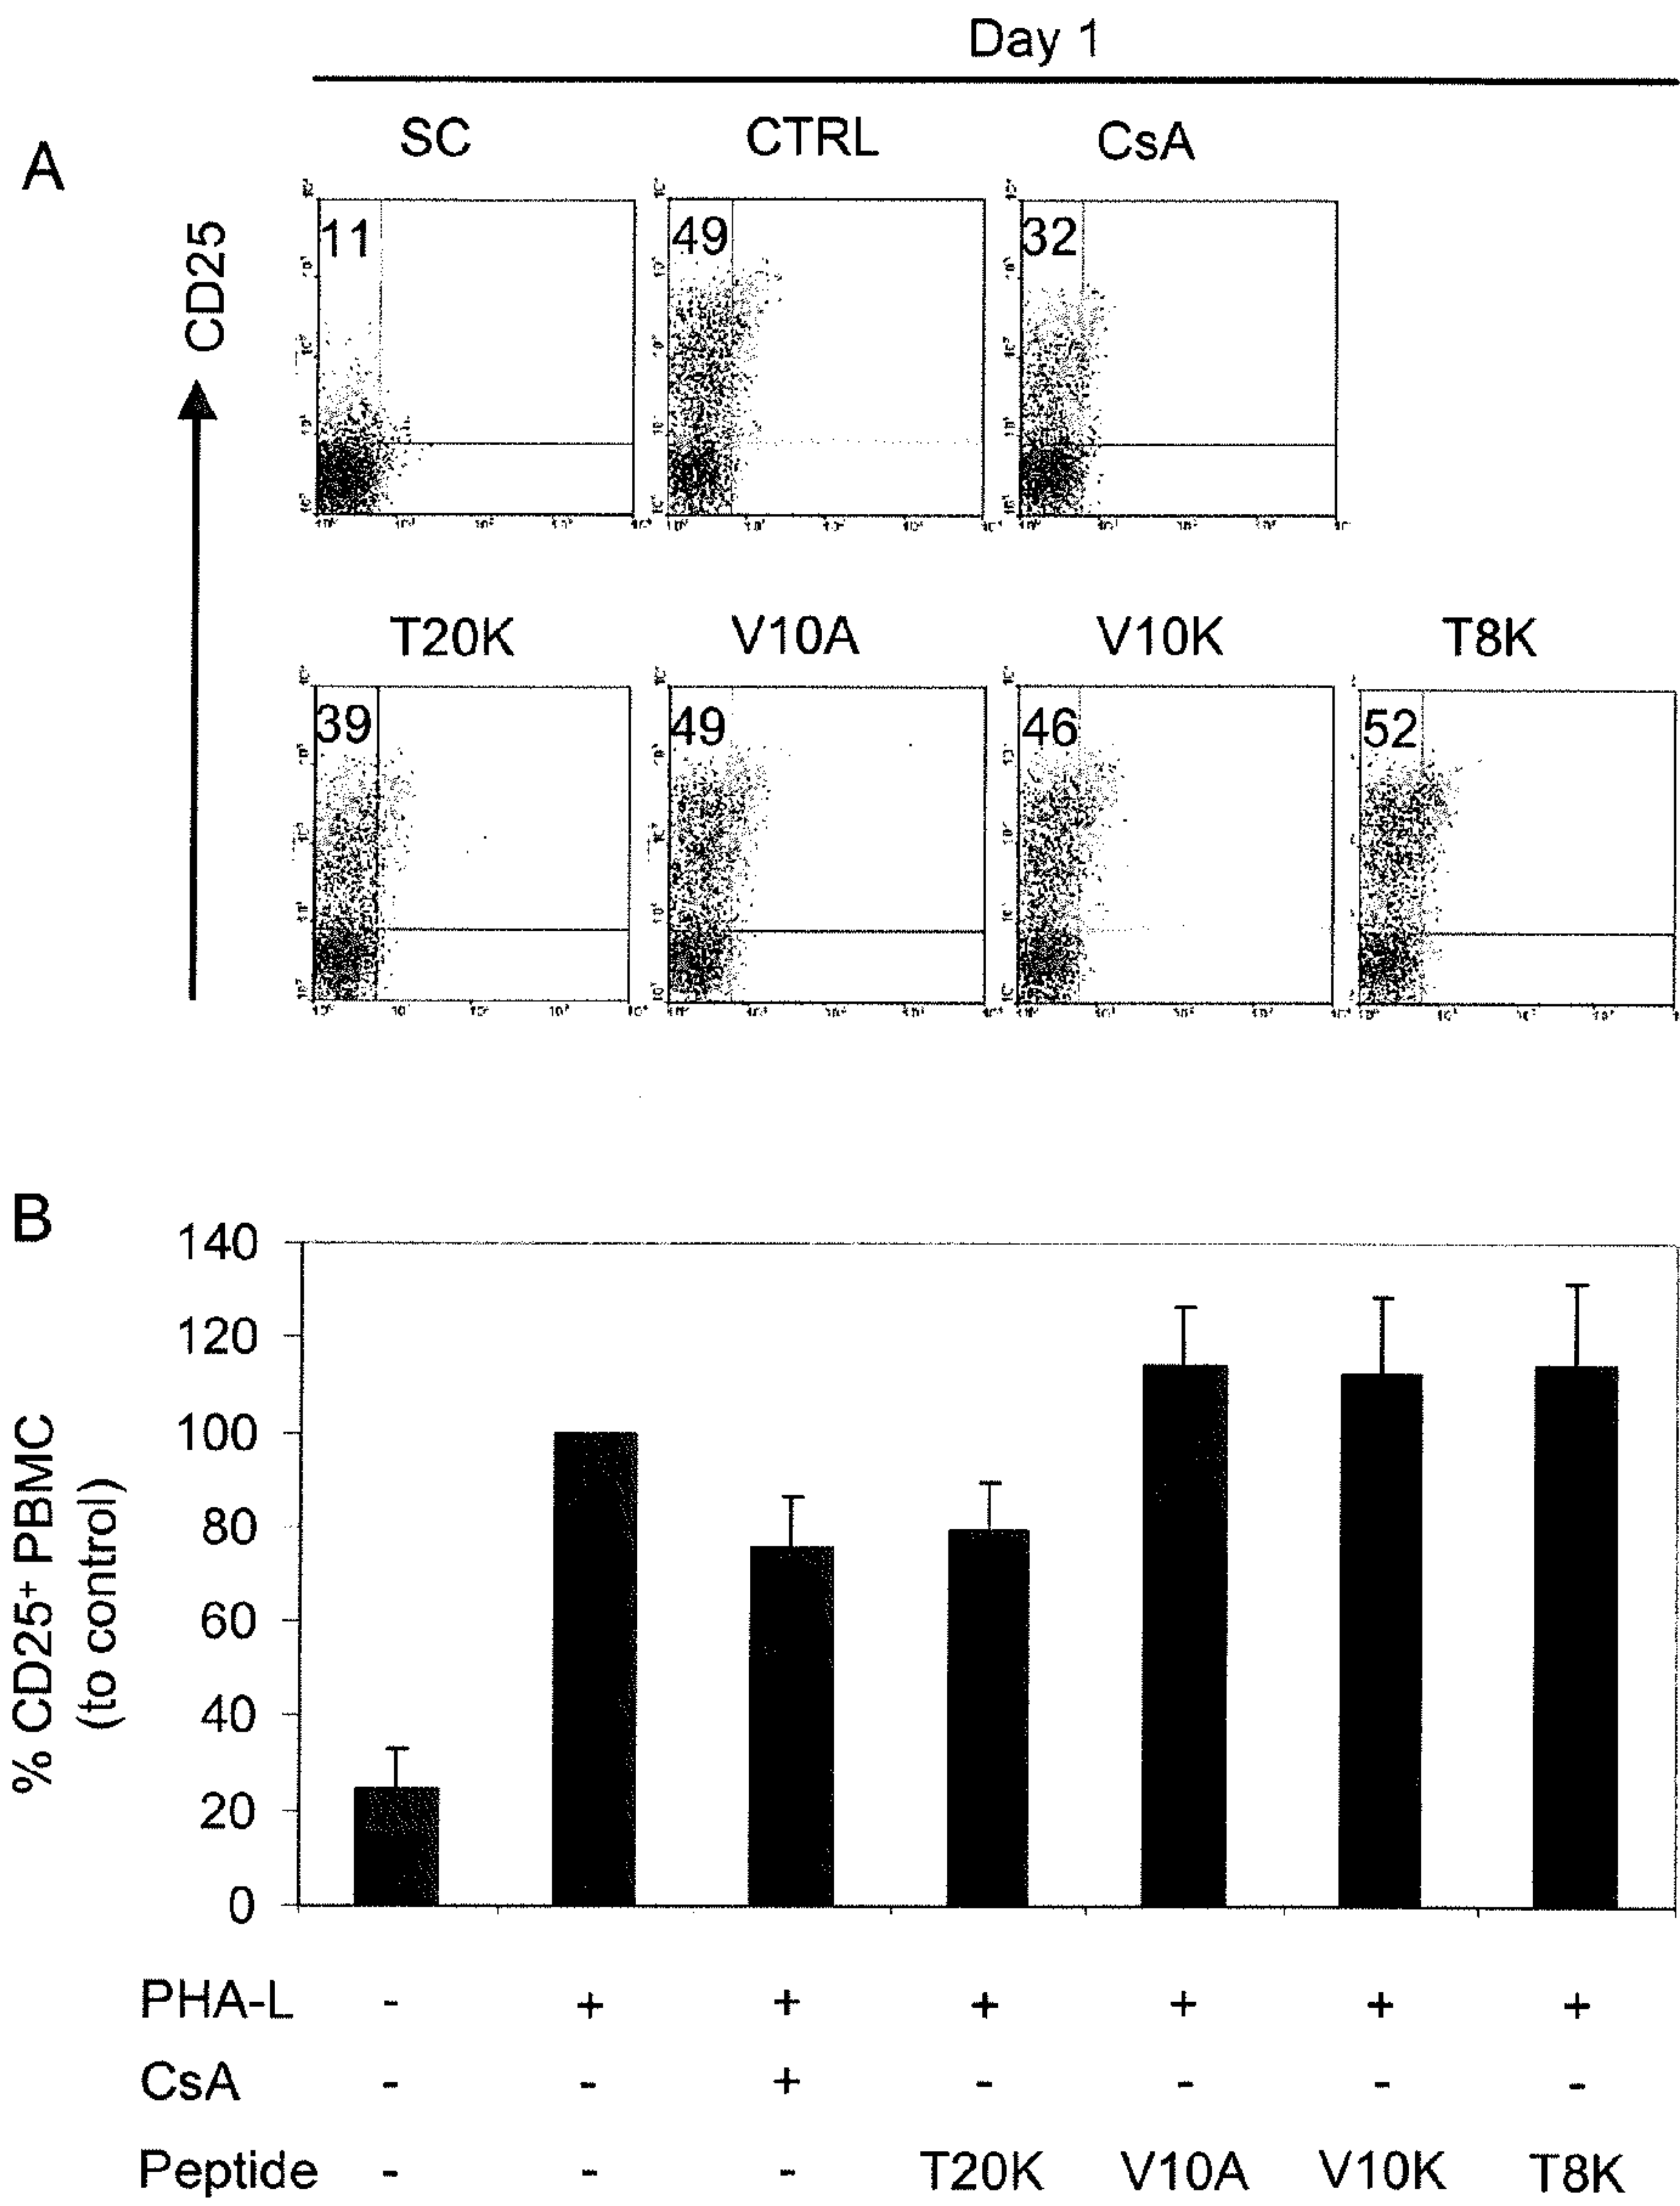 Day 1
A
SC CTRL CsA
CD25
11 49 32
T20K V10A V10K T8K
39 49 46 52
B
140
120
100
80
60
40
20
0
% CD25⁺ PBMC
(to control)
PHA-L - + + + + + +
CsA - - + - - - -
Peptide - - - T20K V10A V10K T8K